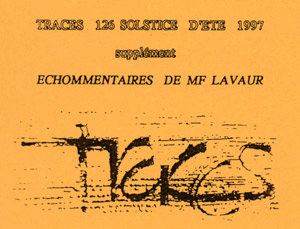 TRACES 126 SOLSTICE D'ETE 1997
supplément
ECHOMMENTAIRES DE MF LAVAUR
TRACES